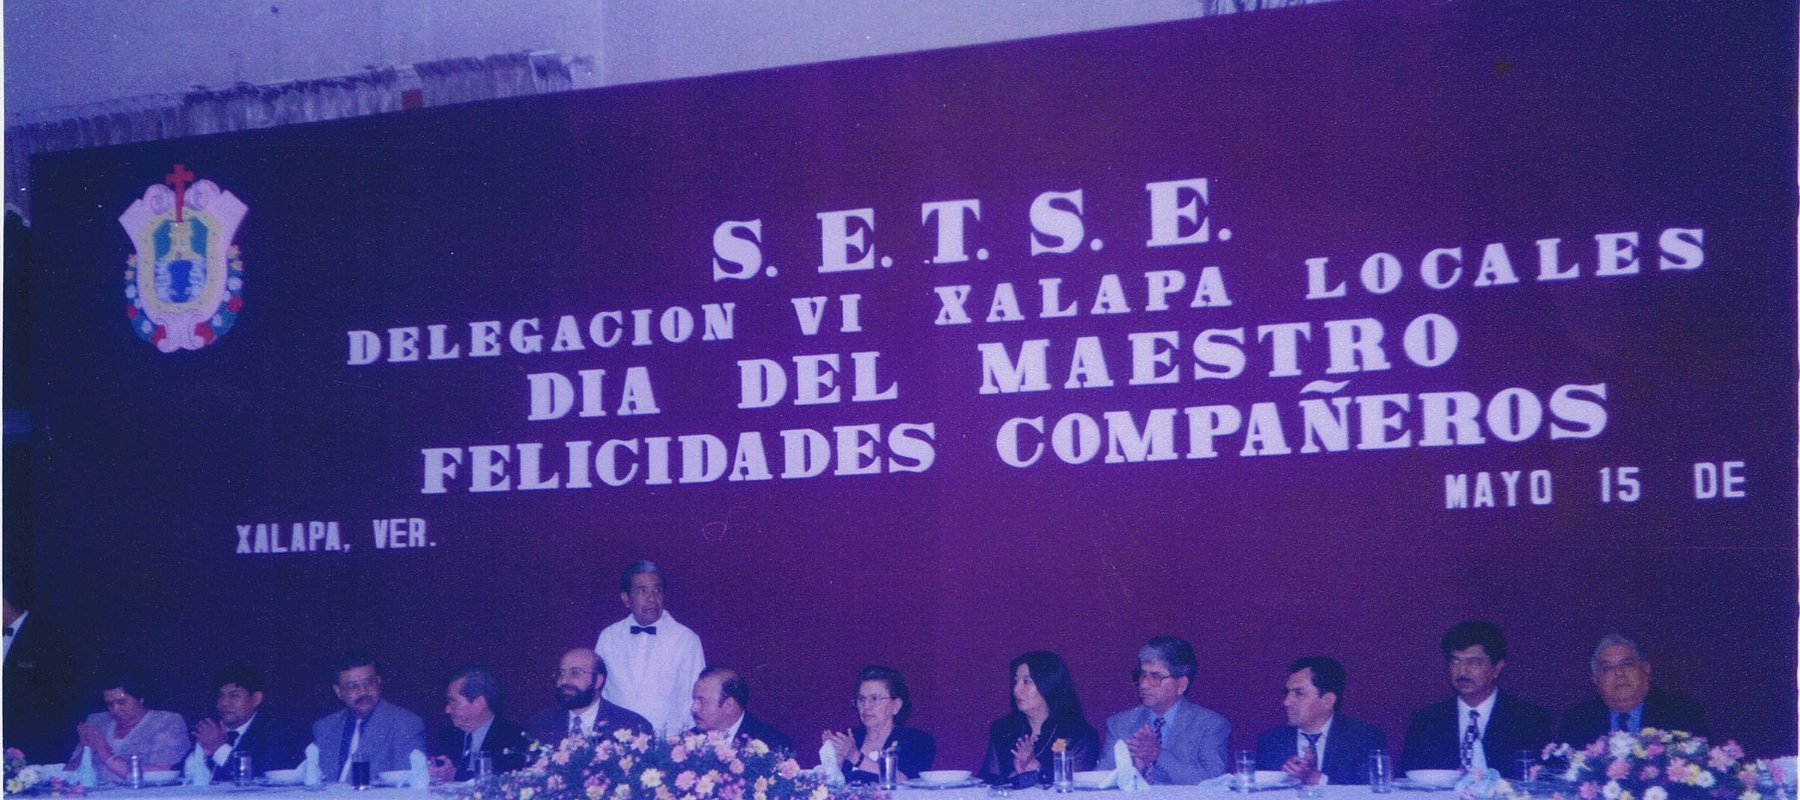 S. E. T. S. E.
DELEGACION VI XALAPA LOCALES
DIA DEL MAESTRO
FELICIDADES COMPAÑEROS
XALAPA, VER. MAYO 15 DE